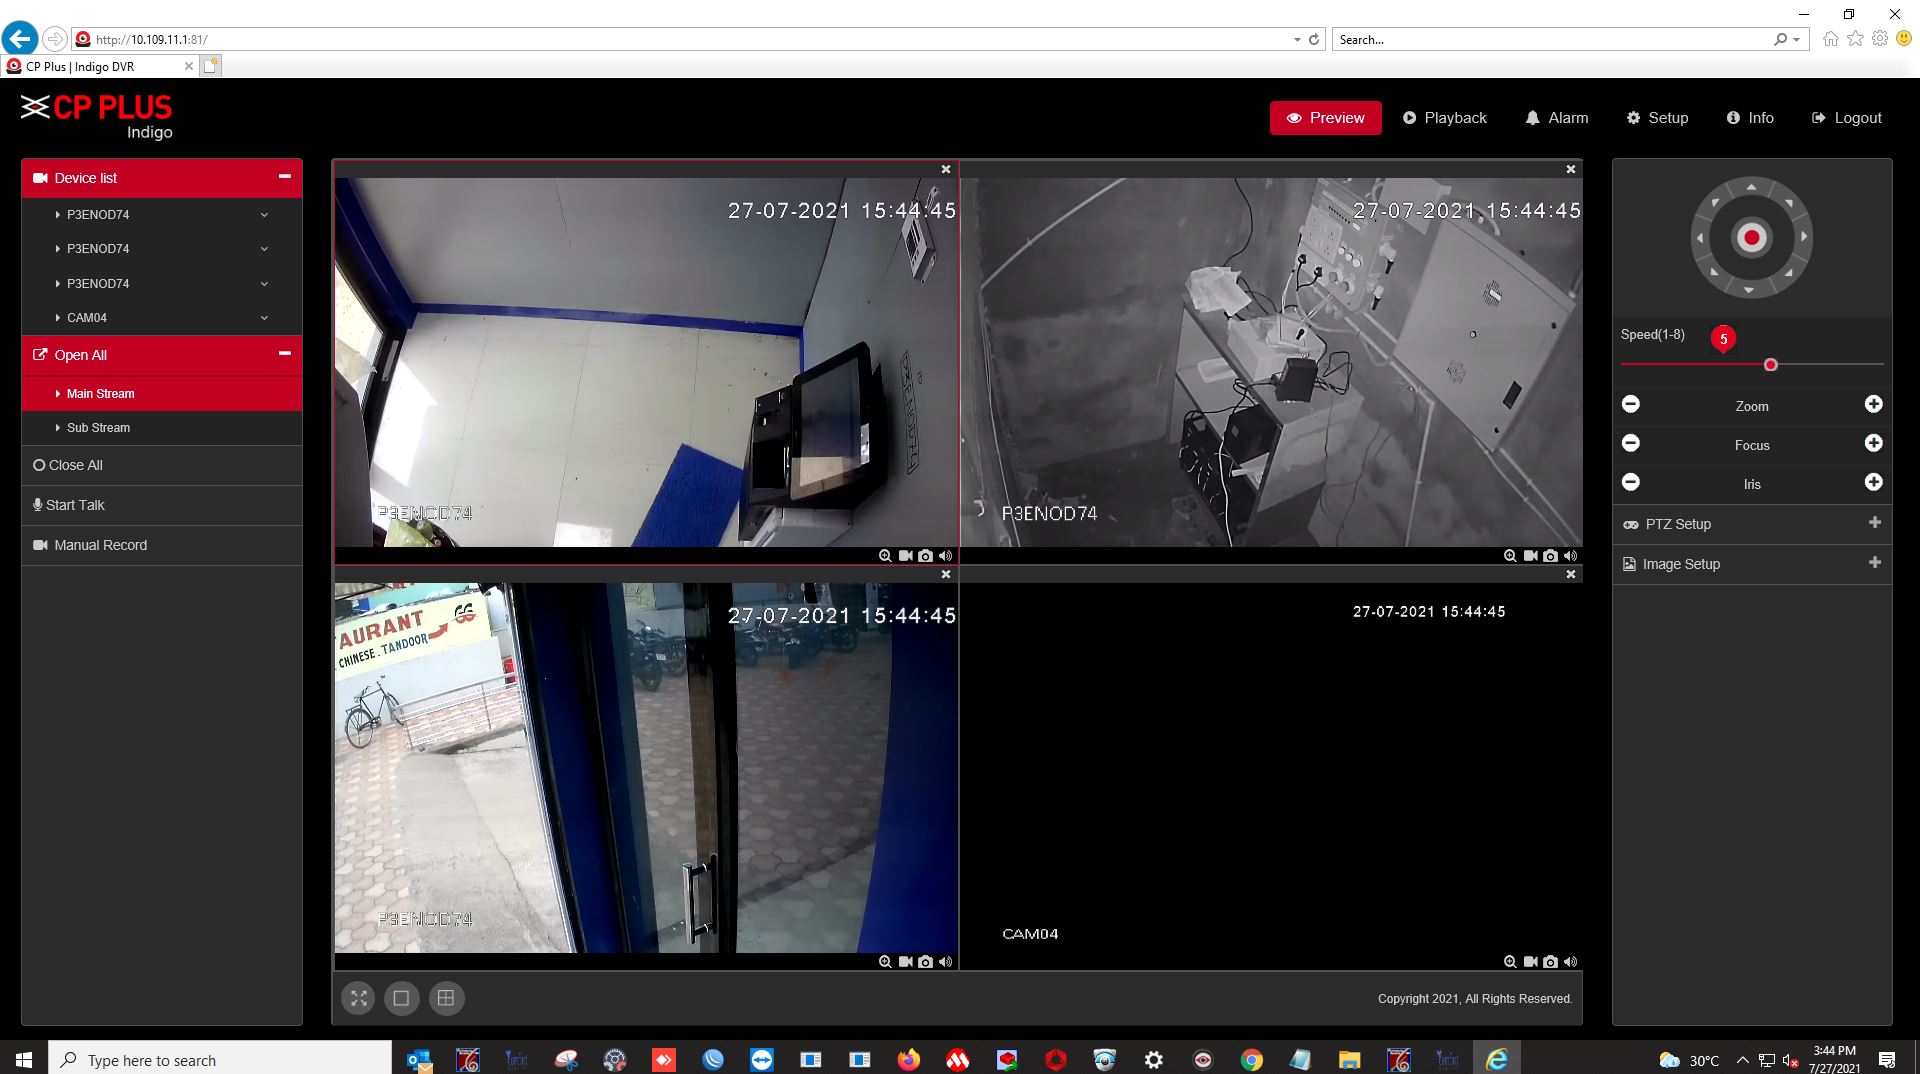 http://10.109.11.1:81/
Search...
CP Plus | Indigo DVR
CP PLUS
Indigo
Preview
Playback
Alarm
Setup
Info
Logout
Device list
P3ENOD74
P3ENOD74
P3ENOD74
CAM04
Open All
Main Stream
Sub Stream
Close All
Start Talk
Manual Record
27-07-2021 15:44:45
P3ENOD74
27-07-2021 15:44:45
P3ENOD74
27-07-2021 15:44:45
AURANT
CHINESE . TANDOOR
P3ENOD74
27-07-2021 15:44:45
CAM04
Speed(1-8)
5
Zoom
Focus
Iris
PTZ Setup
Image Setup
Copyright 2021, All Rights Reserved.
Type here to search
30°C
3:44 PM
7/27/2021